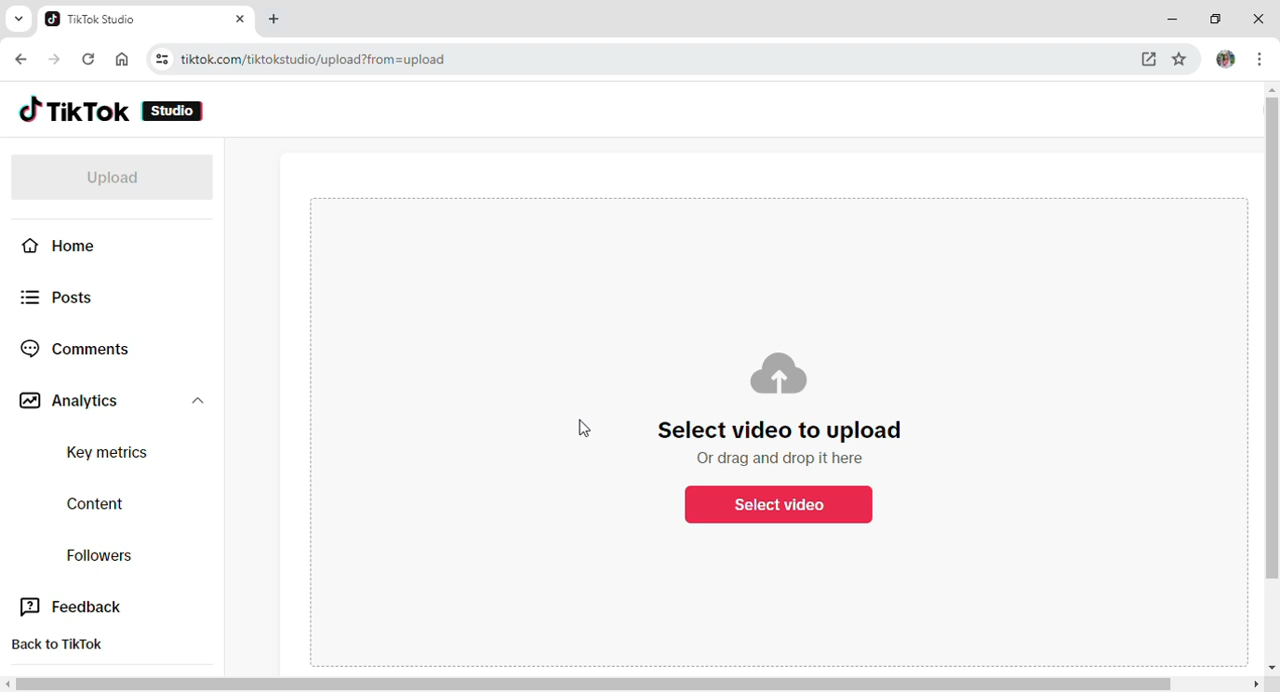 TikTok Studio
tiktok.com/tiktokstudio/upload?from=upload
TikTok Studio
Upload
Home
Posts
Comments
Analytics
Key metrics
Content
Followers
Feedback
Back to TikTok
Select video to upload
Or drag and drop it here
Select video